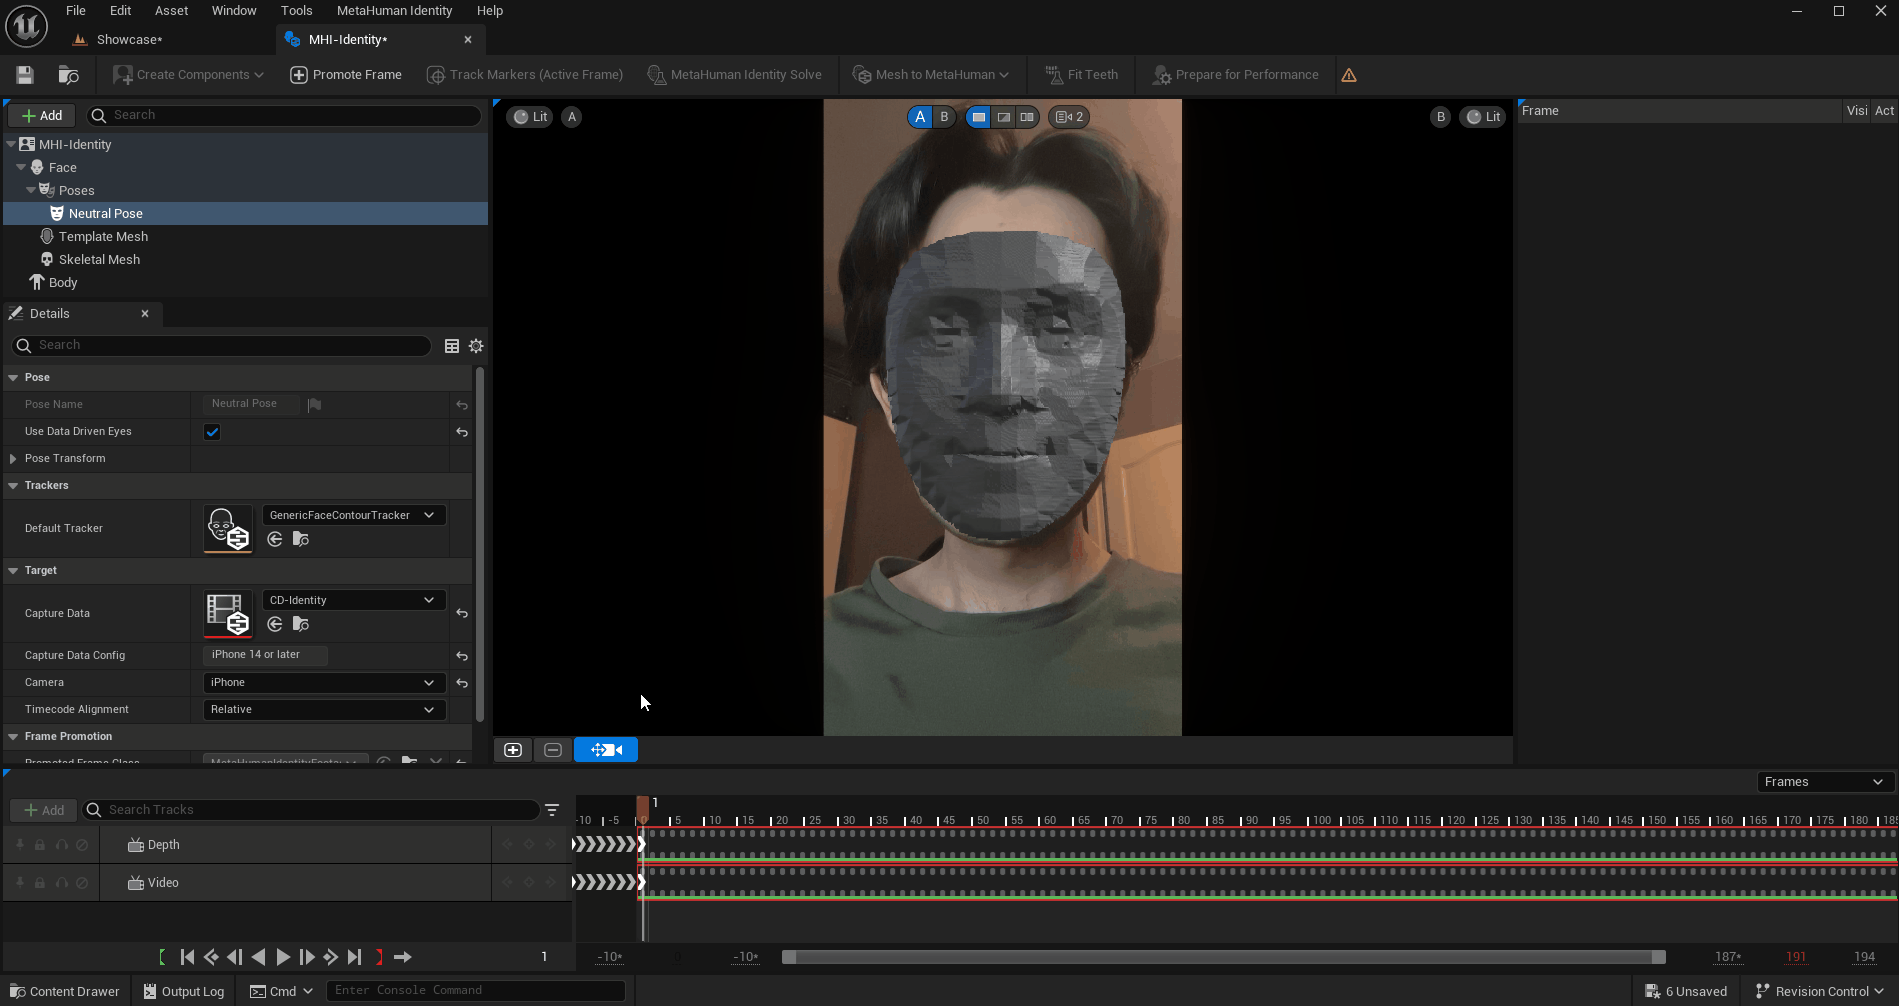 File Edit Asset Window Tools MetaHuman Identity Help
Showcase* MHI-Identity*
Create Components Promote Frame Track Markers (Active Frame) MetaHuman Identity Solve Mesh to MetaHuman Fit Teeth Prepare for Performance
Add Search
MHI-Identity
Face
Poses
Neutral Pose
Template Mesh
Skeletal Mesh
Body
Details
Search
Pose
Pose Name Neutral Pose
Use Data Driven Eyes
Pose Transform
Trackers
Default Tracker GenericFaceContourTracker
Target
Capture Data CD-Identity
Capture Data Config iPhone 14 or later
Camera iPhone
Timecode Alignment Relative
Frame Promotion
Promoted Frame Class
Lit A A B 2 B Lit
Frame Visi Act
Frames
Add Search Tracks
1
-10 -5 0 5 10 15 20 25 30 35 40 45 50 55 60 65 70 75 80 85 90 95 100 105 110 115 120 125 130 135 140 145 150 155 160 165 170 175 180 185
Depth
Video
1 -10* -10* 187* 191 194
Content Drawer Output Log Cmd Enter Console Command 6 Unsaved Revision Control